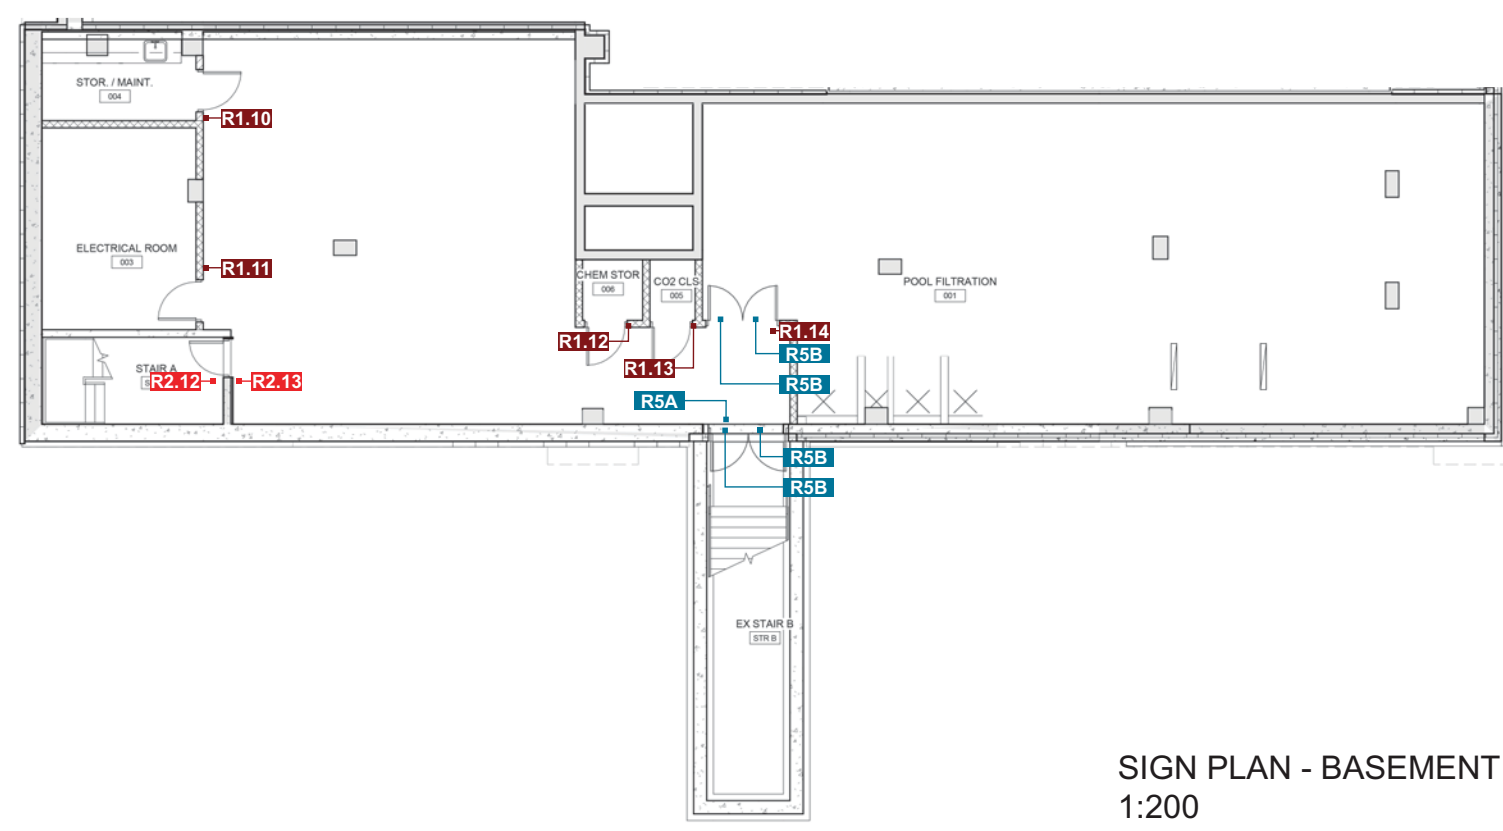 STOR. / MAINT.
004
R1.10
ELECTRICAL ROOM
003
R1.11
CHEM STOR
006
CO2 CLS
005
POOL FILTRATION
001
R1.12
R1.13
R1.14
R5B
R5B
STAIR A
R2.12
R2.13
R5A
R5B
R5B
EX STAIR B
STR B
SIGN PLAN - BASEMENT
1:200